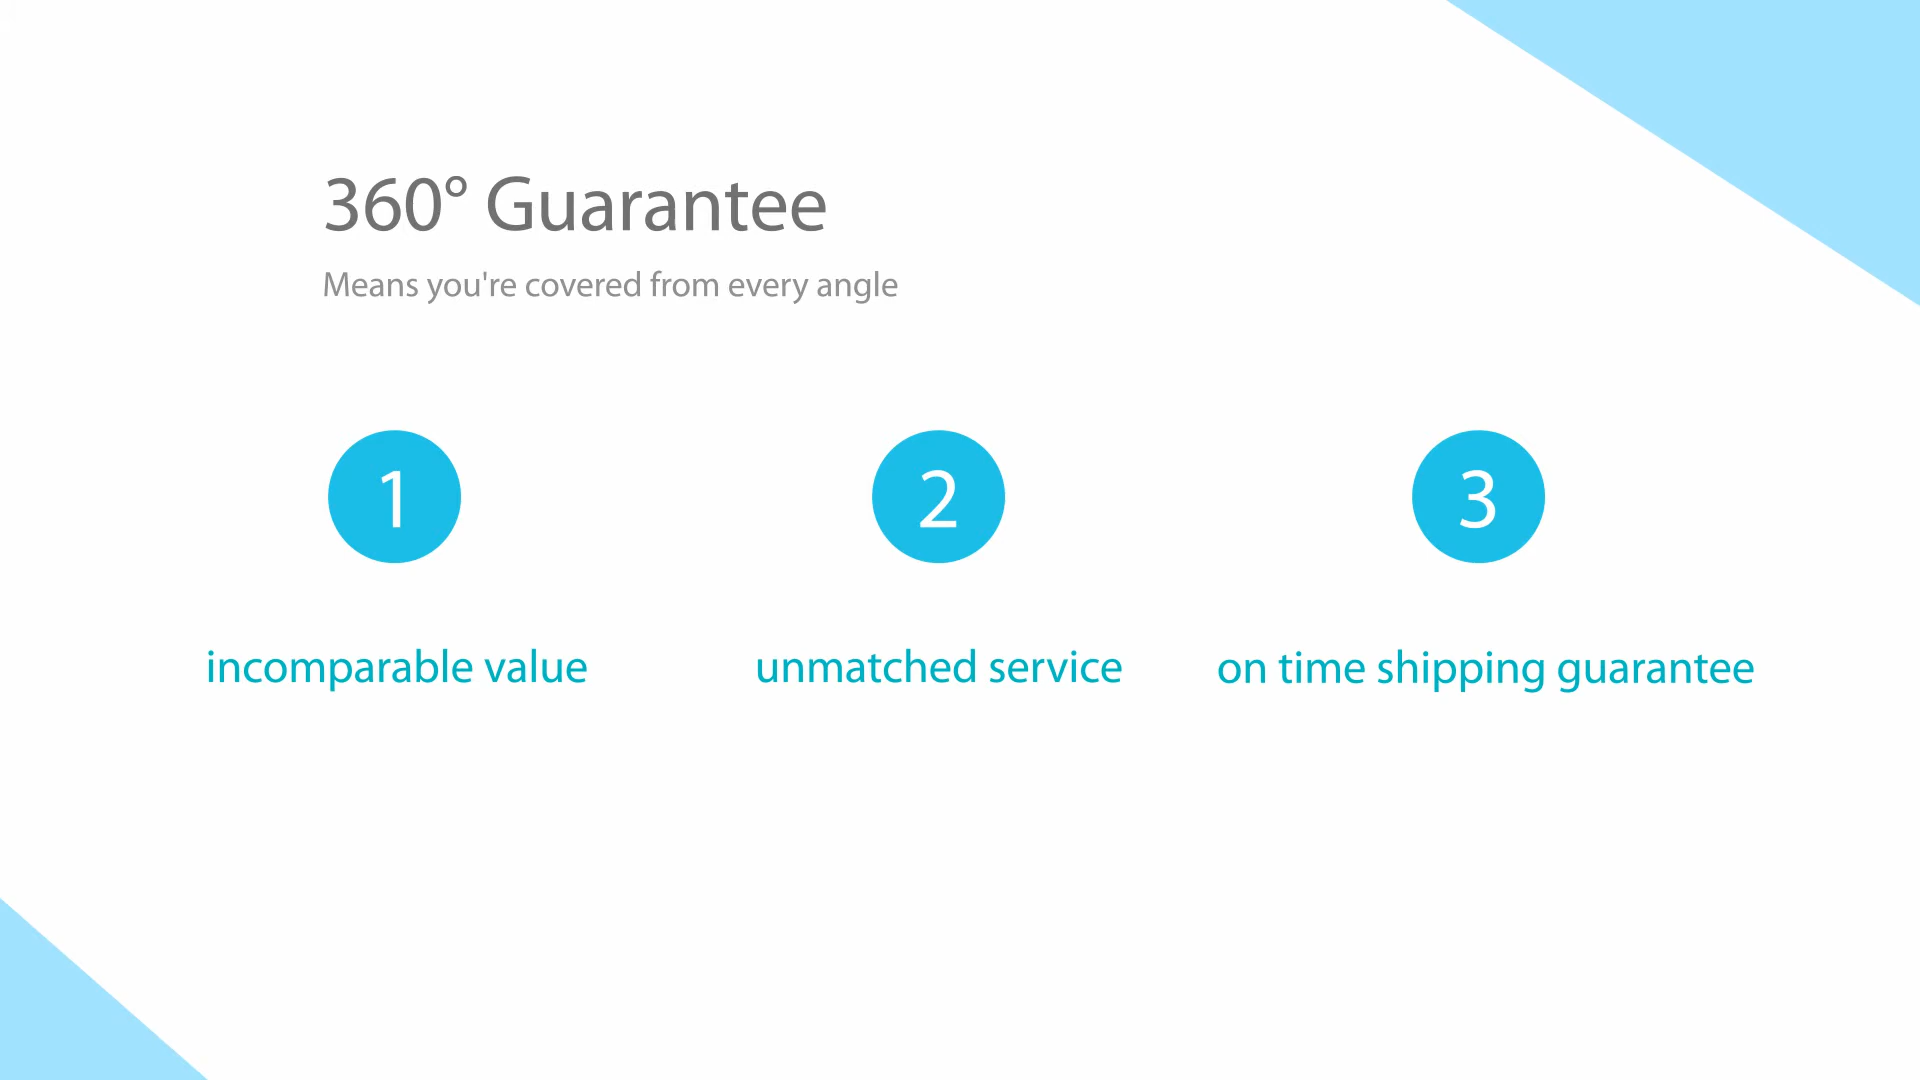 360° Guarantee
Means you're covered from every angle
1
2
3
incomparable value
unmatched service
on time shipping guarantee